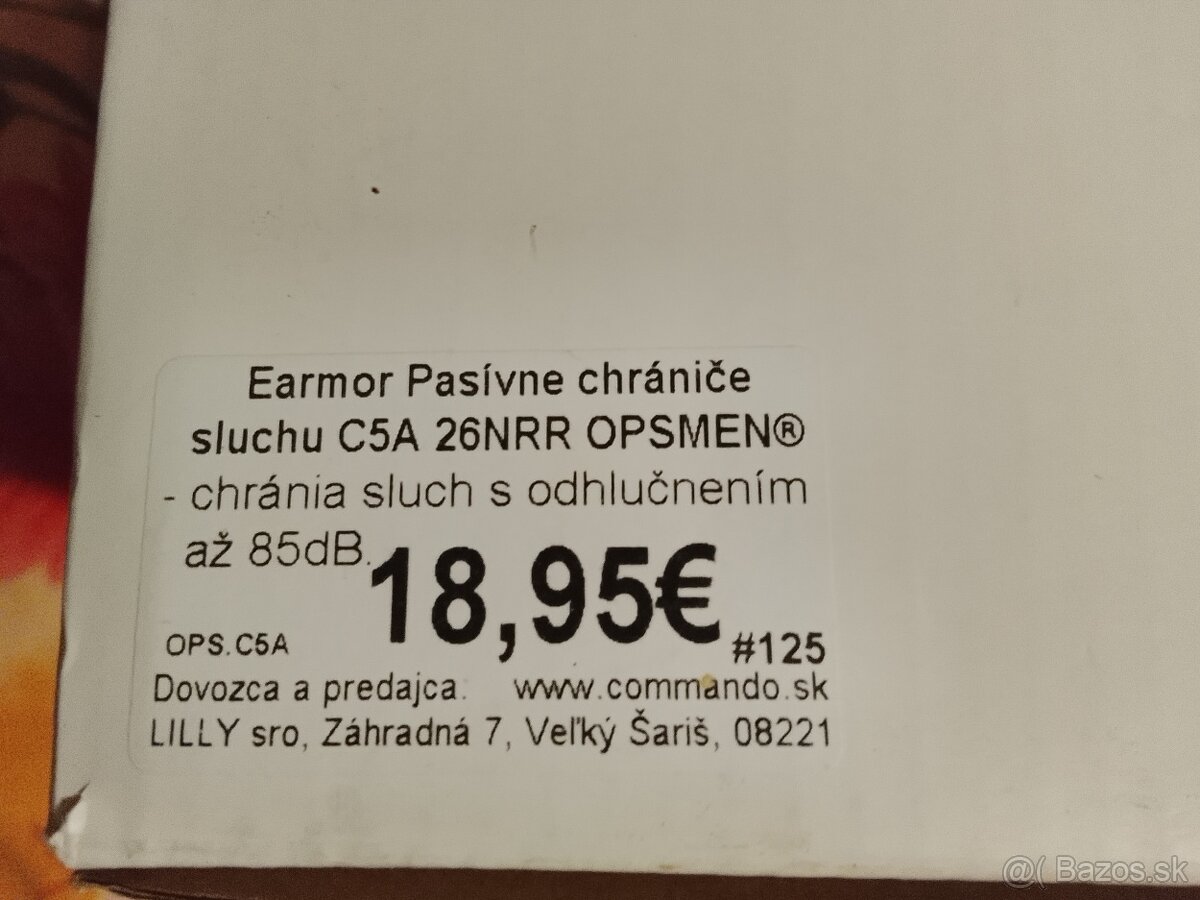 Earmor Pasívne chrániče
sluchu C5A 26NRR OPSMEN®
- chránia sluch s odhlučnením
až 85dB.
18,95€
OPS.C5A
#125
Dovozca a predajca: www.commando.sk
LILLY sro, Záhradná 7, Veľký Šariš, 08221
@( Bazos.sk